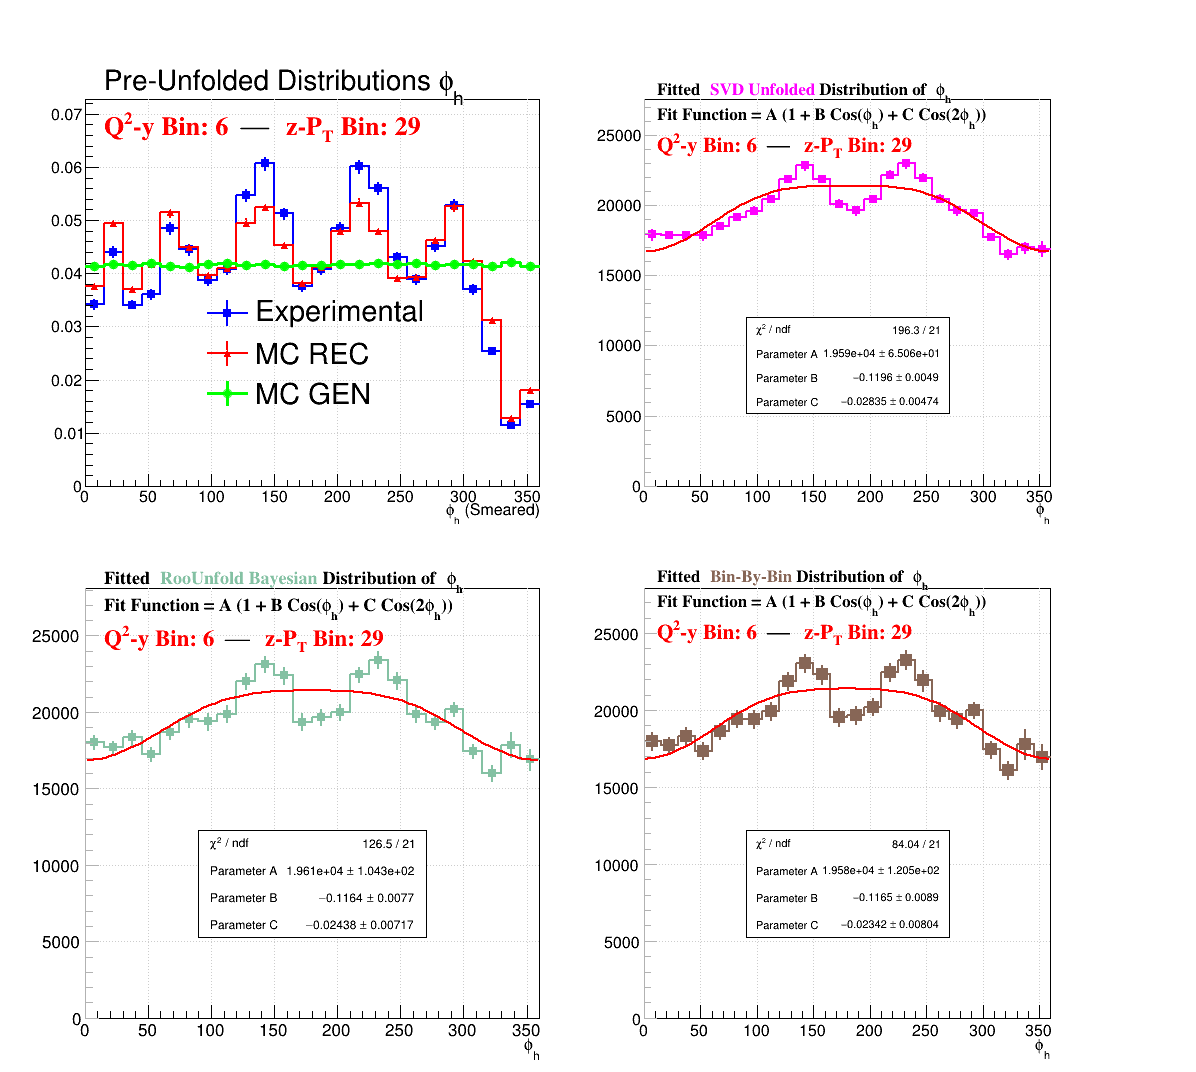 Pre-Unfolded Distributions ϕh
Q²-y Bin: 6 — z-PT Bin: 29
0.07
0.06
0.05
0.04
0.03
0.02
0.01
0
Experimental
MC REC
MC GEN
0 50 100 150 200 250 300 350
ϕh (Smeared)
Fitted SVD Unfolded Distribution of ϕh
Fit Function = A (1 + B Cos(ϕh) + C Cos(2ϕh))
Q²-y Bin: 6 — z-PT Bin: 29
25000
20000
15000
10000
5000
0
χ² / ndf 196.3 / 21
Parameter A 1.959e+04 ± 6.506e+01
Parameter B −0.1196 ± 0.0049
Parameter C −0.02835 ± 0.00474
0 50 100 150 200 250 300 350
ϕh
Fitted RooUnfold Bayesian Distribution of ϕh
Fit Function = A (1 + B Cos(ϕh) + C Cos(2ϕh))
Q²-y Bin: 6 — z-PT Bin: 29
25000
20000
15000
10000
5000
0
χ² / ndf 126.5 / 21
Parameter A 1.961e+04 ± 1.043e+02
Parameter B −0.1164 ± 0.0077
Parameter C −0.02438 ± 0.00717
0 50 100 150 200 250 300 350
ϕh
Fitted Bin-By-Bin Distribution of ϕh
Fit Function = A (1 + B Cos(ϕh) + C Cos(2ϕh))
Q²-y Bin: 6 — z-PT Bin: 29
25000
20000
15000
10000
5000
0
χ² / ndf 84.04 / 21
Parameter A 1.958e+04 ± 1.205e+02
Parameter B −0.1165 ± 0.0089
Parameter C −0.02342 ± 0.00804
0 50 100 150 200 250 300 350
ϕh